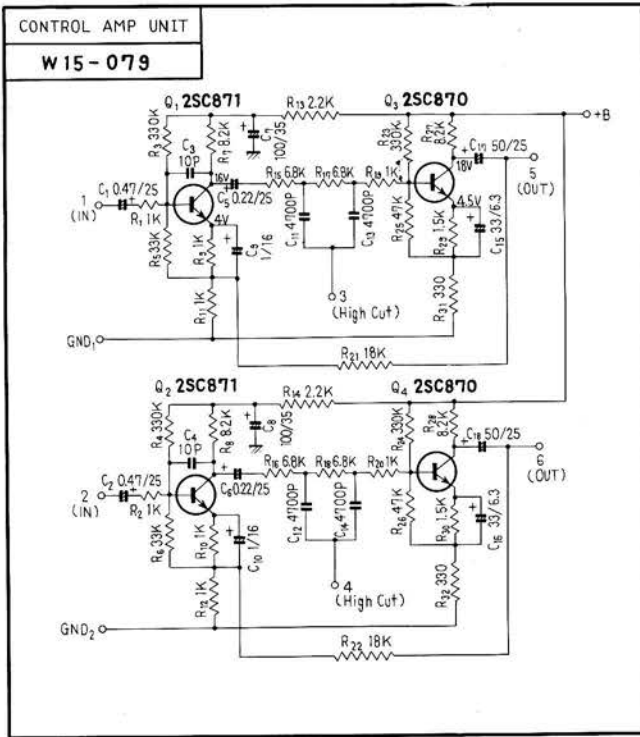 CONTROL AMP UNIT
W15-079
Q1 2SC871
R13 2.2K
Q3 2SC870
+B
R3 330K
R7 8.2K
C7 100/35
R23 330K
R27 8.2K
C17 50/25
C3 10P
16V
18V
5 (OUT)
1 (IN)
C1 0.47/25
R1 1K
C5 0.22/25
R15 6.8K
R17 6.8K
R19 1K
4V
4.5V
R5 33K
R9 1K
C9 1/16
C11 4700P
C13 4700P
R25 47K
R29 1.5K
C15 33/6.3
3 (High Cut)
R11 1K
R31 330
GND1
R21 18K
Q2 2SC871
R14 2.2K
Q4 2SC870
R4 330K
R8 8.2K
C8 100/35
R24 330K
R28 8.2K
C18 50/25
C4 10P
6 (OUT)
2 (IN)
C2 0.47/25
R2 1K
C6 0.22/25
R16 6.8K
R18 6.8K
R20 1K
R6 33K
R10 1K
C10 1/16
C12 4700P
C14 4700P
R26 47K
R30 1.5K
C16 33/6.3
4 (High Cut)
R12 1K
R32 330
GND2
R22 18K